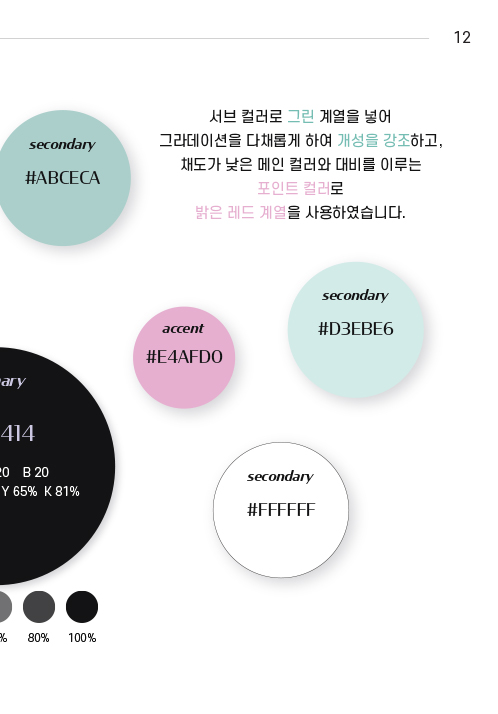 12
서브 컬러로 그린 계열을 넣어
그라데이션을 다채롭게 하여 개성을 강조하고,
채도가 낮은 메인 컬러와 대비를 이루는
포인트 컬러로
밝은 레드 계열을 사용하였습니다.
secondary
#ABCECA
secondary
#D3EBE6
accent
#E4AFD0
ary
414
20 B 20
Y 65% K 81%
secondary
#FFFFFF
% 80% 100%